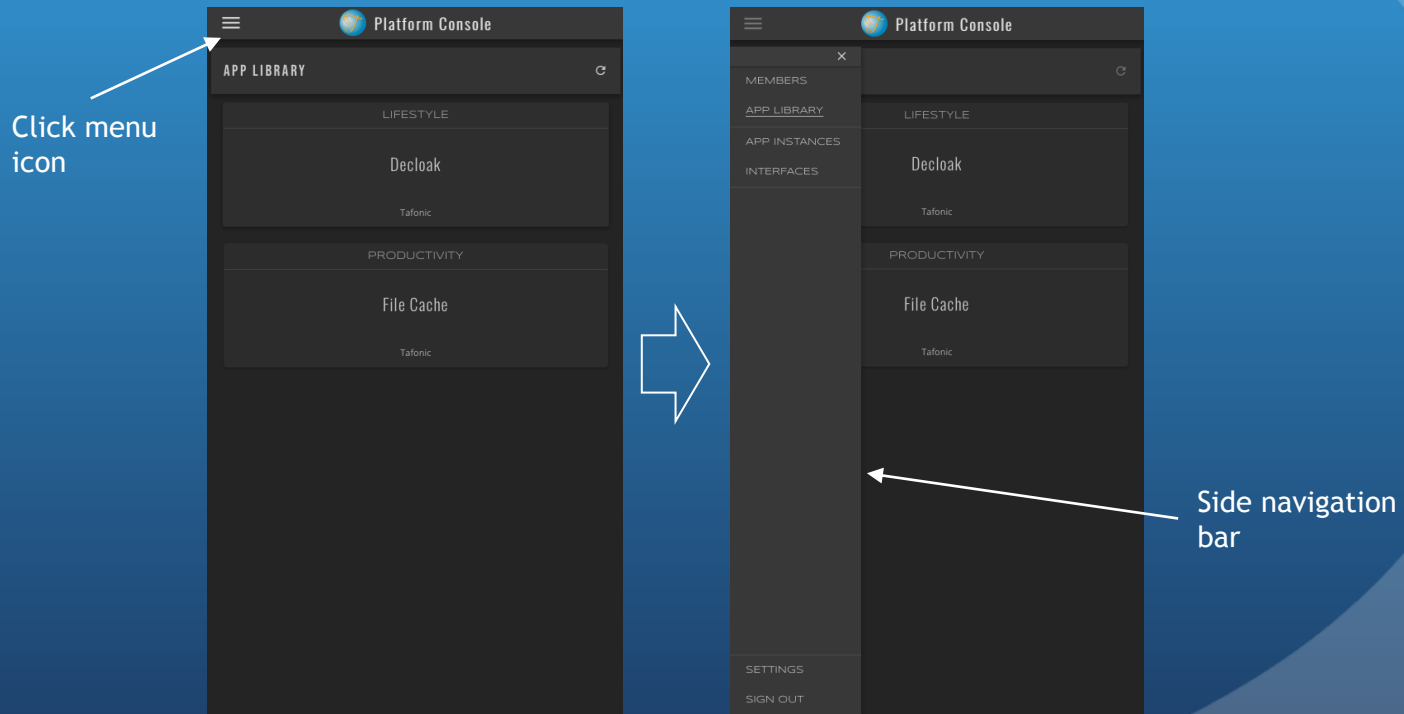 Click menu
icon
Platform Console
APP LIBRARY
LIFESTYLE
Decloak
Tafonic
PRODUCTIVITY
File Cache
Tafonic
Platform Console
MEMBERS
APP LIBRARY
APP INSTANCES
INTERFACES
SETTINGS
SIGN OUT
LIFESTYLE
Decloak
Tafonic
PRODUCTIVITY
File Cache
Tafonic
Side navigation
bar